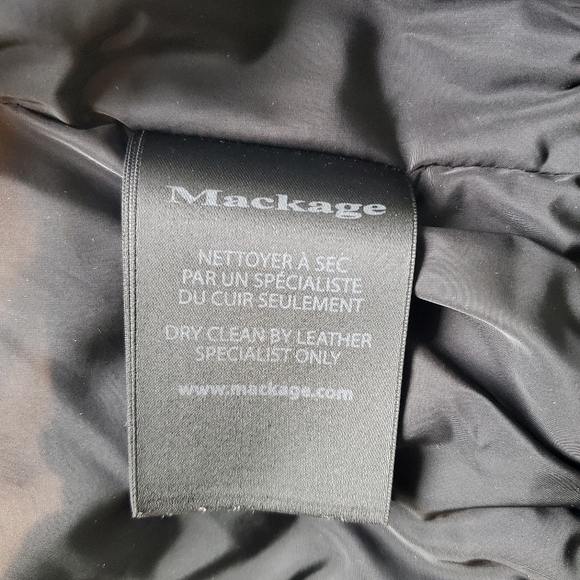 Mackage
NETTOYER À SEC
PAR UN SPÉCIALISTE
DU CUIR SEULEMENT
DRY CLEAN BY LEATHER
SPECIALIST ONLY
www.mackage.com